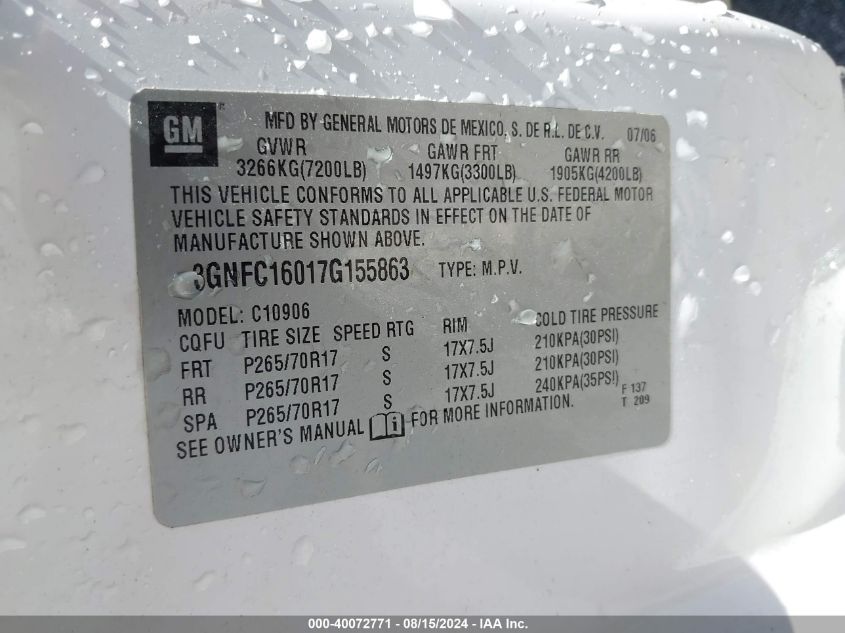 GM®
MFD BY GENERAL MOTORS DE MEXICO, S. DE R.L. DE C.V. 07/06
GVWR GAWR FRT GAWR RR
3266KG(7200LB) 1497KG(3300LB) 1905KG(4200LB)
THIS VEHICLE CONFORMS TO ALL APPLICABLE U.S. FEDERAL MOTOR
VEHICLE SAFETY STANDARDS IN EFFECT ON THE DATE OF
MANUFACTURE SHOWN ABOVE.
3GNFC16017G155863 TYPE: M.P.V.
MODEL: C10906
CQFU TIRE SIZE SPEED RTG RIM COLD TIRE PRESSURE
FRT P265/70R17 S 17X7.5J 210KPA(30PSI)
RR P265/70R17 S 17X7.5J 210KPA(30PSI)
SPA P265/70R17 S 17X7.5J 240KPA(35PSI)
SEE OWNER'S MANUAL FOR MORE INFORMATION.
F 137
T 209
000-40072771 - 08/15/2024 - IAA Inc.